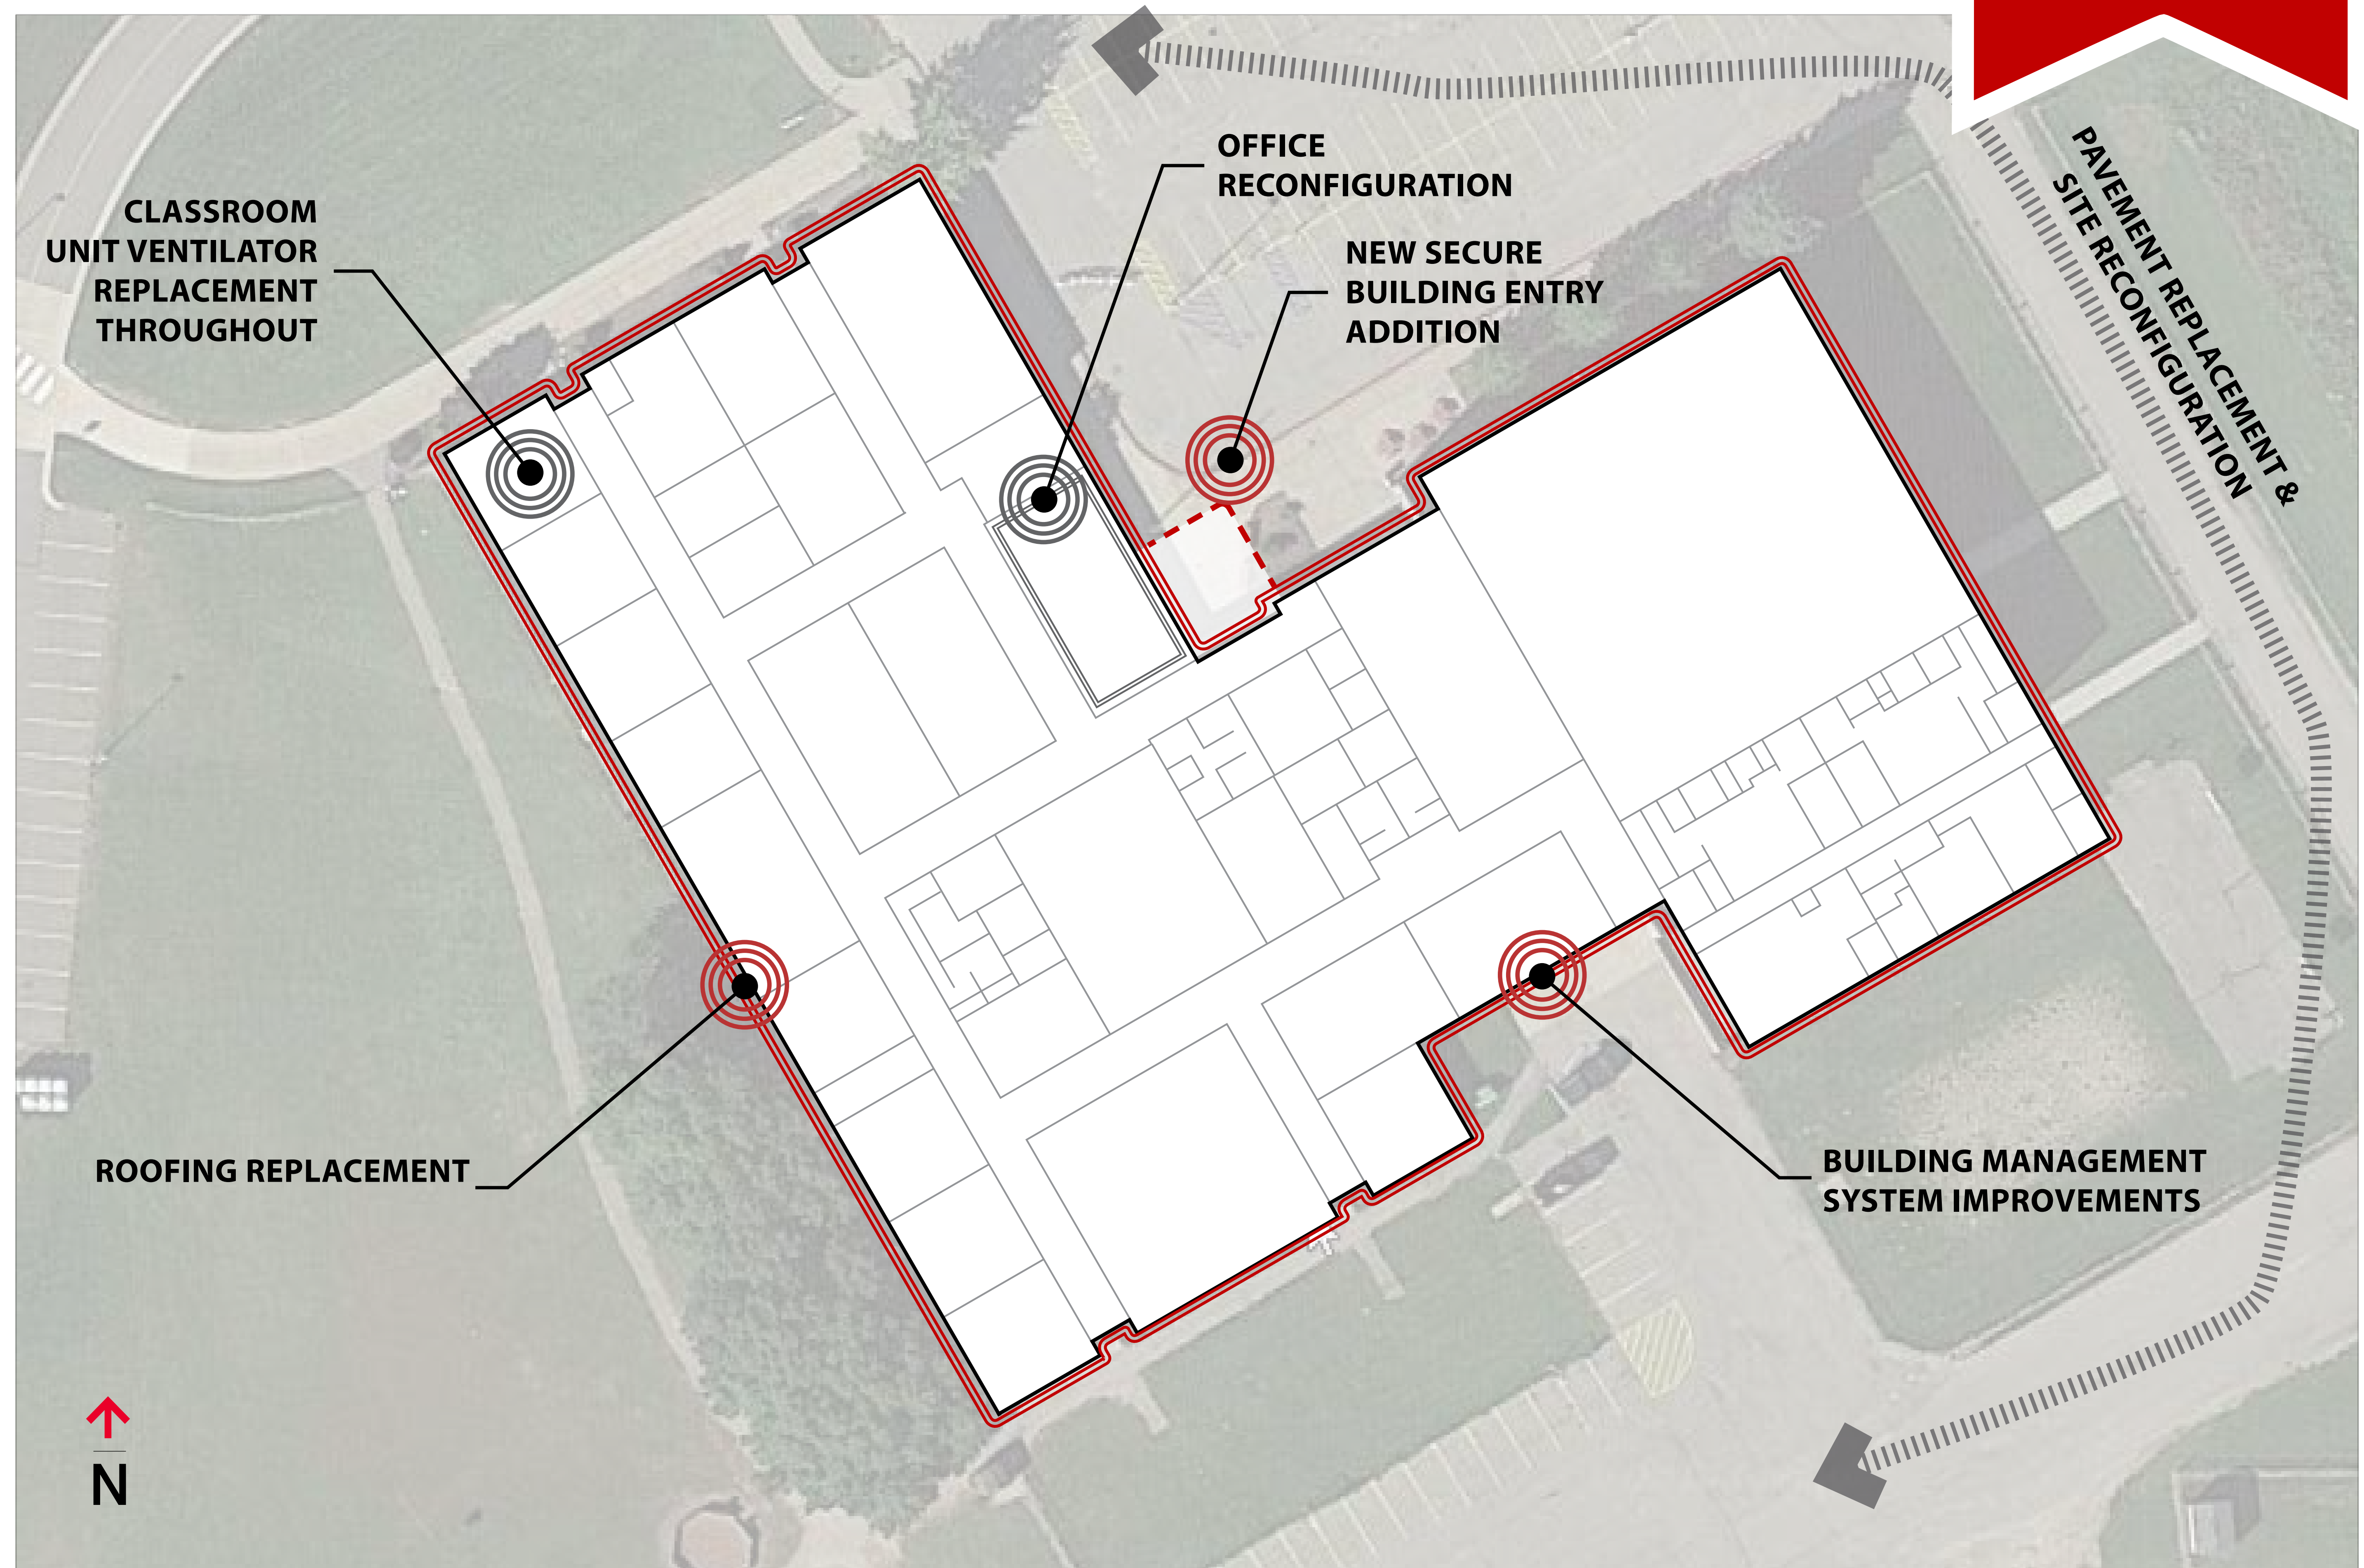 OFFICE
RECONFIGURATION
CLASSROOM
UNIT VENTILATOR
REPLACEMENT
THROUGHOUT
NEW SECURE
BUILDING ENTRY
ADDITION
PAVEMENT REPLACEMENT &
SITE RECONFIGURATION
ROOFING REPLACEMENT
BUILDING MANAGEMENT
SYSTEM IMPROVEMENTS
N